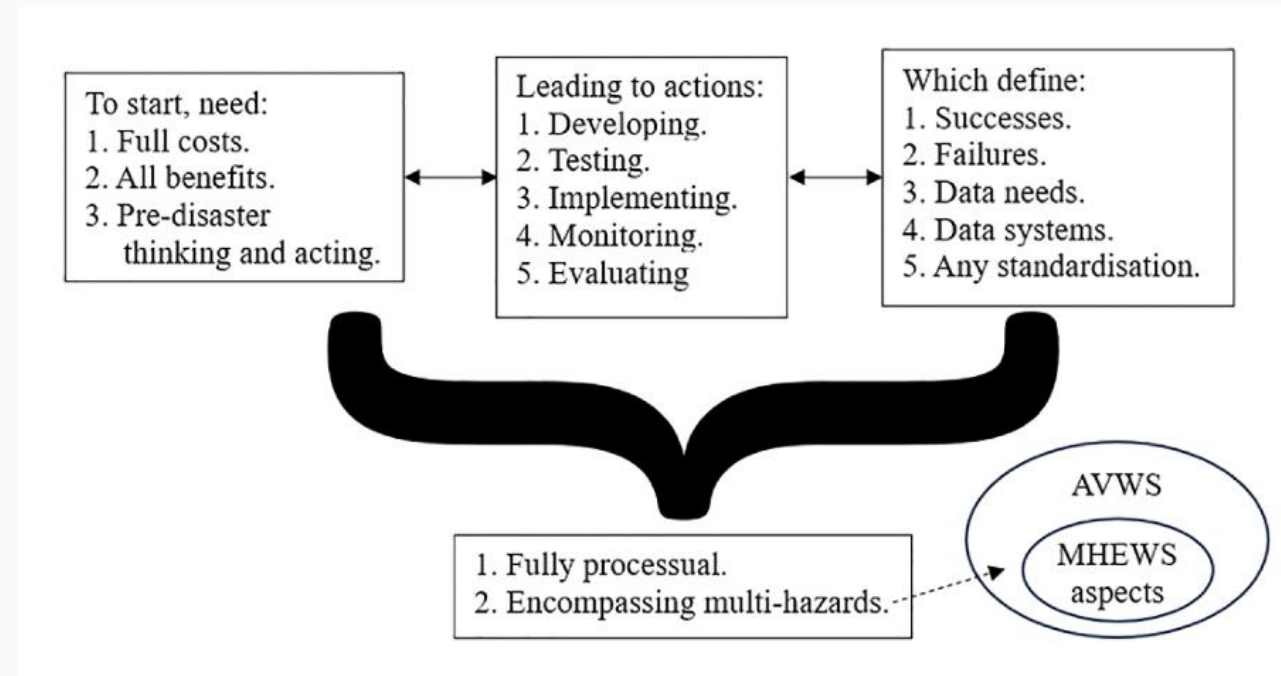 To start, need:
1. Full costs.
2. All benefits.
3. Pre-disaster
thinking and acting.
Leading to actions:
1. Developing.
2. Testing.
3. Implementing.
4. Monitoring.
5. Evaluating
Which define:
1. Successes.
2. Failures.
3. Data needs.
4. Data systems.
5. Any standardisation.
1. Fully processual.
2. Encompassing multi-hazards.
AVWS
MHEWS
aspects